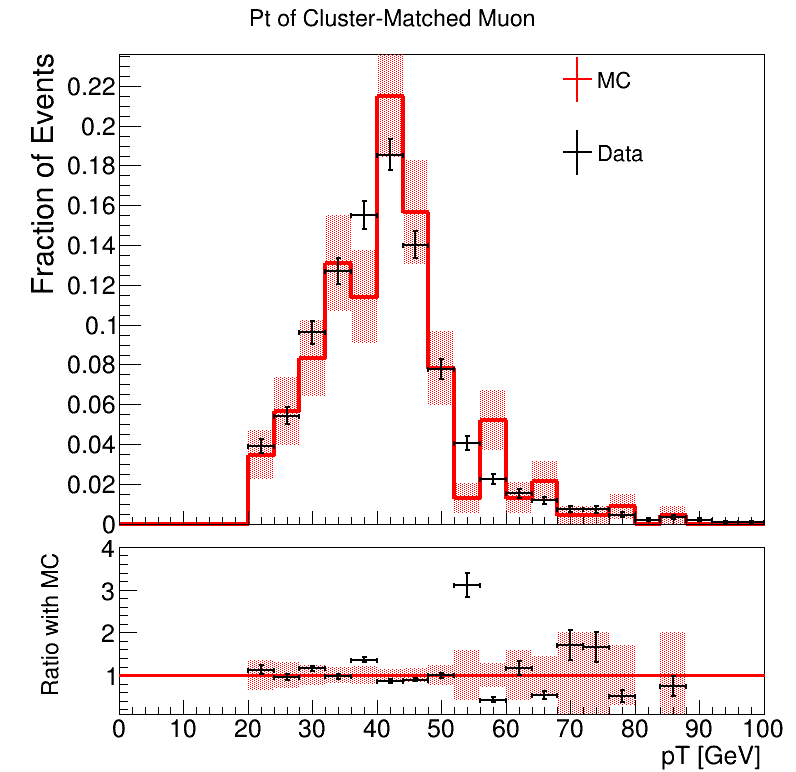 Pt of Cluster-Matched Muon
Fraction of Events
0.22
0.2
0.18
0.16
0.14
0.12
0.1
0.08
0.06
0.04
0.02
0
MC
Data
Ratio with MC
4
3
2
1
0 10 20 30 40 50 60 70 80 90 100
pT [GeV]